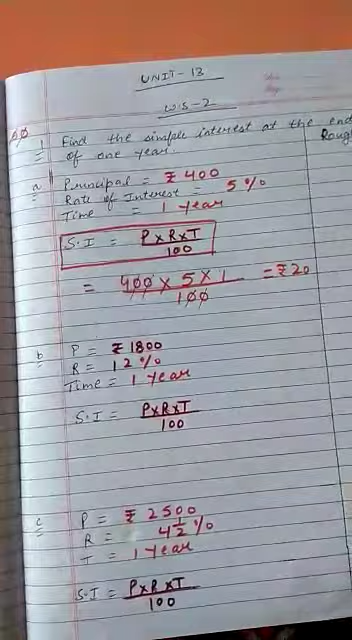 UNIT-13
W.S-2
1 Find the simple interest at the end of one year.
Rough
a Principal = ₹ 400
Rate of Interest = 5 %
Time = 1 year
S.I = P×R×T/100
= 400 × 5 × 1/100 = ₹20
b P = ₹ 1800
R = 12 %
Time = 1 Year
S.I = P×R×T/100
c P = ₹ 2500
R = 4 1/2 %
T = 1 Year
S.I = P×R×T/100